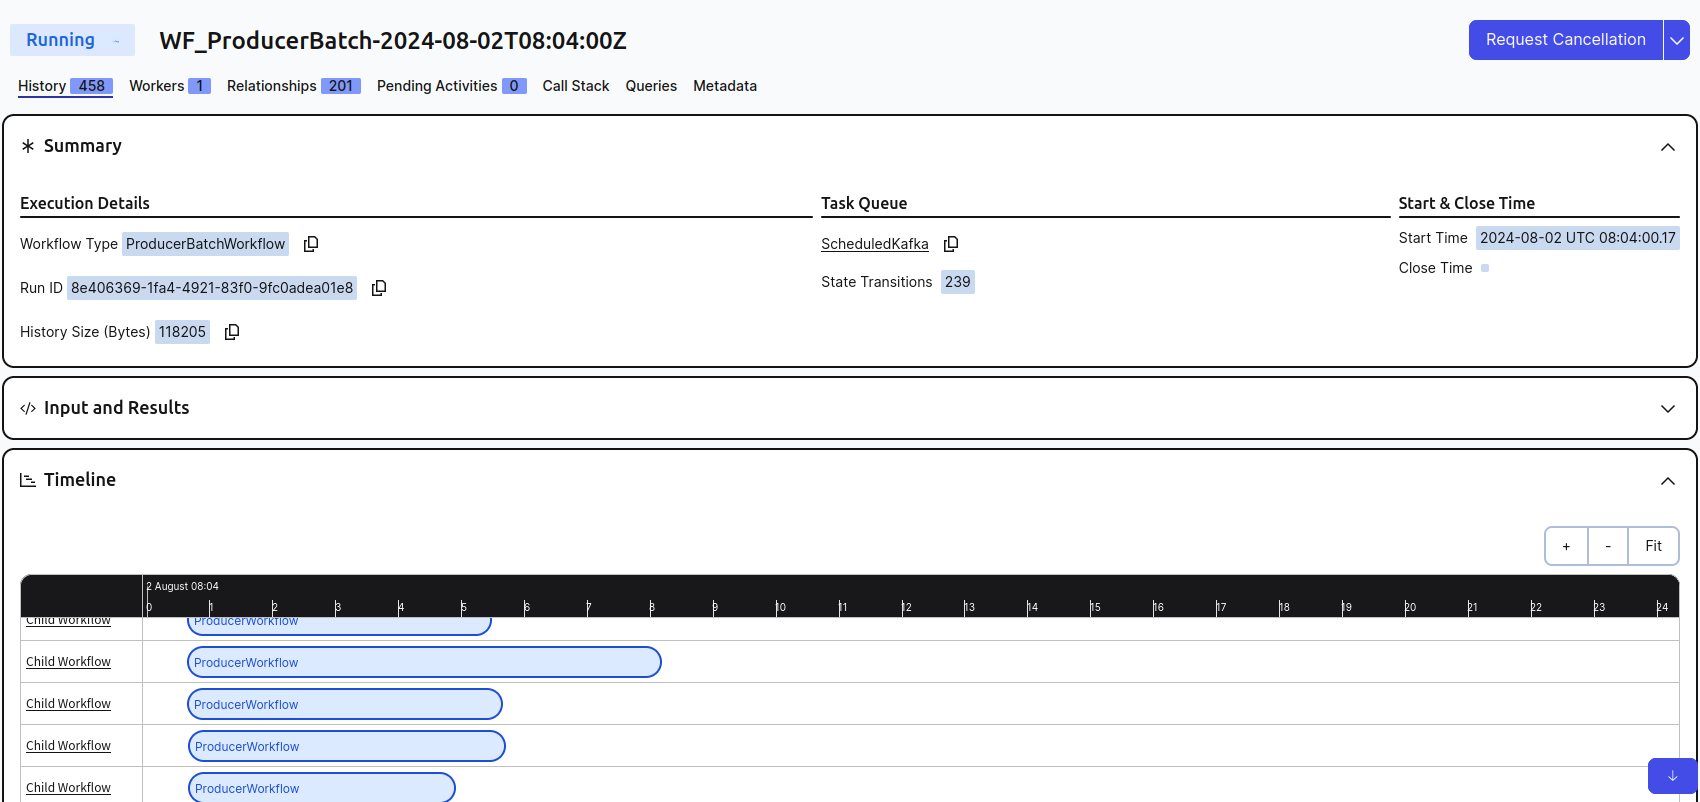 Running
WF_ProducerBatch-2024-08-02T08:04:00Z
Request Cancellation
History 458 Workers 1 Relationships 201 Pending Activities 0 Call Stack Queries Metadata
Summary
Execution Details
Workflow Type ProducerBatchWorkflow
Run ID 8e406369-1fa4-4921-83f0-9fc0adea01e8
History Size (Bytes) 118205
Task Queue
ScheduledKafka
State Transitions 239
Start & Close Time
Start Time 2024-08-02 UTC 08:04:00.17
Close Time
</> Input and Results
Timeline
+ - Fit
2 August 08:04
0 1 2 3 4 5 6 7 8 9 10 11 12 13 14 15 16 17 18 19 20 21 22 23 24
Child Workflow ProducerWorkflow
Child Workflow ProducerWorkflow
Child Workflow ProducerWorkflow
Child Workflow ProducerWorkflow
Child Workflow ProducerWorkflow